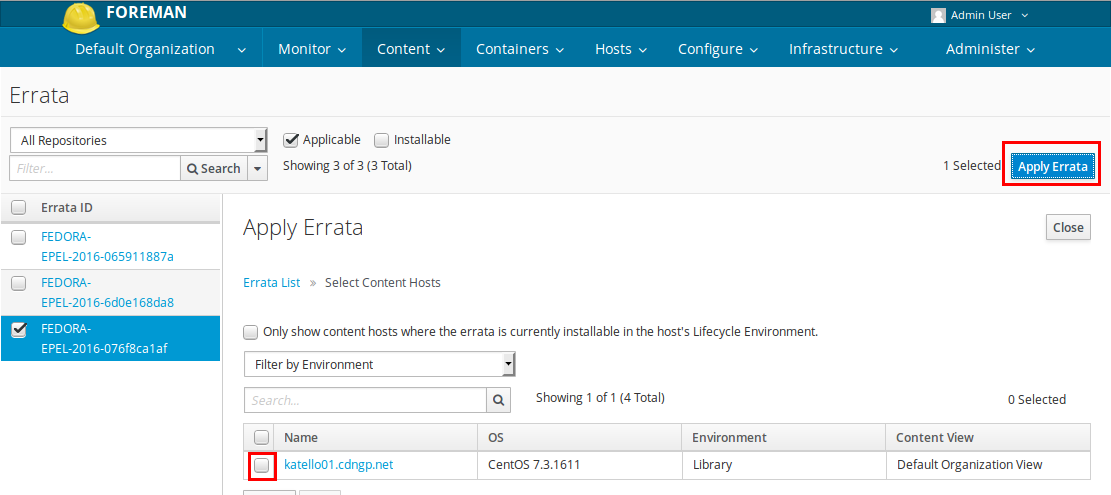 FOREMAN
Admin User
Default Organization Monitor Content Containers Hosts Configure Infrastructure Administer
Errata
All Repositories Applicable Installable
Filter... Search Showing 3 of 3 (3 Total) 1 Selected Apply Errata
Errata ID
FEDORA-
EPEL-2016-065911887a
FEDORA-
EPEL-2016-6d0e168da8
FEDORA-
EPEL-2016-076f8ca1af
Apply Errata Close
Errata List » Select Content Hosts
Only show content hosts where the errata is currently installable in the host's Lifecycle Environment.
Filter by Environment
Search... Showing 1 of 1 (4 Total) 0 Selected
Name OS Environment Content View
katello01.cdngp.net CentOS 7.3.1611 Library Default Organization View